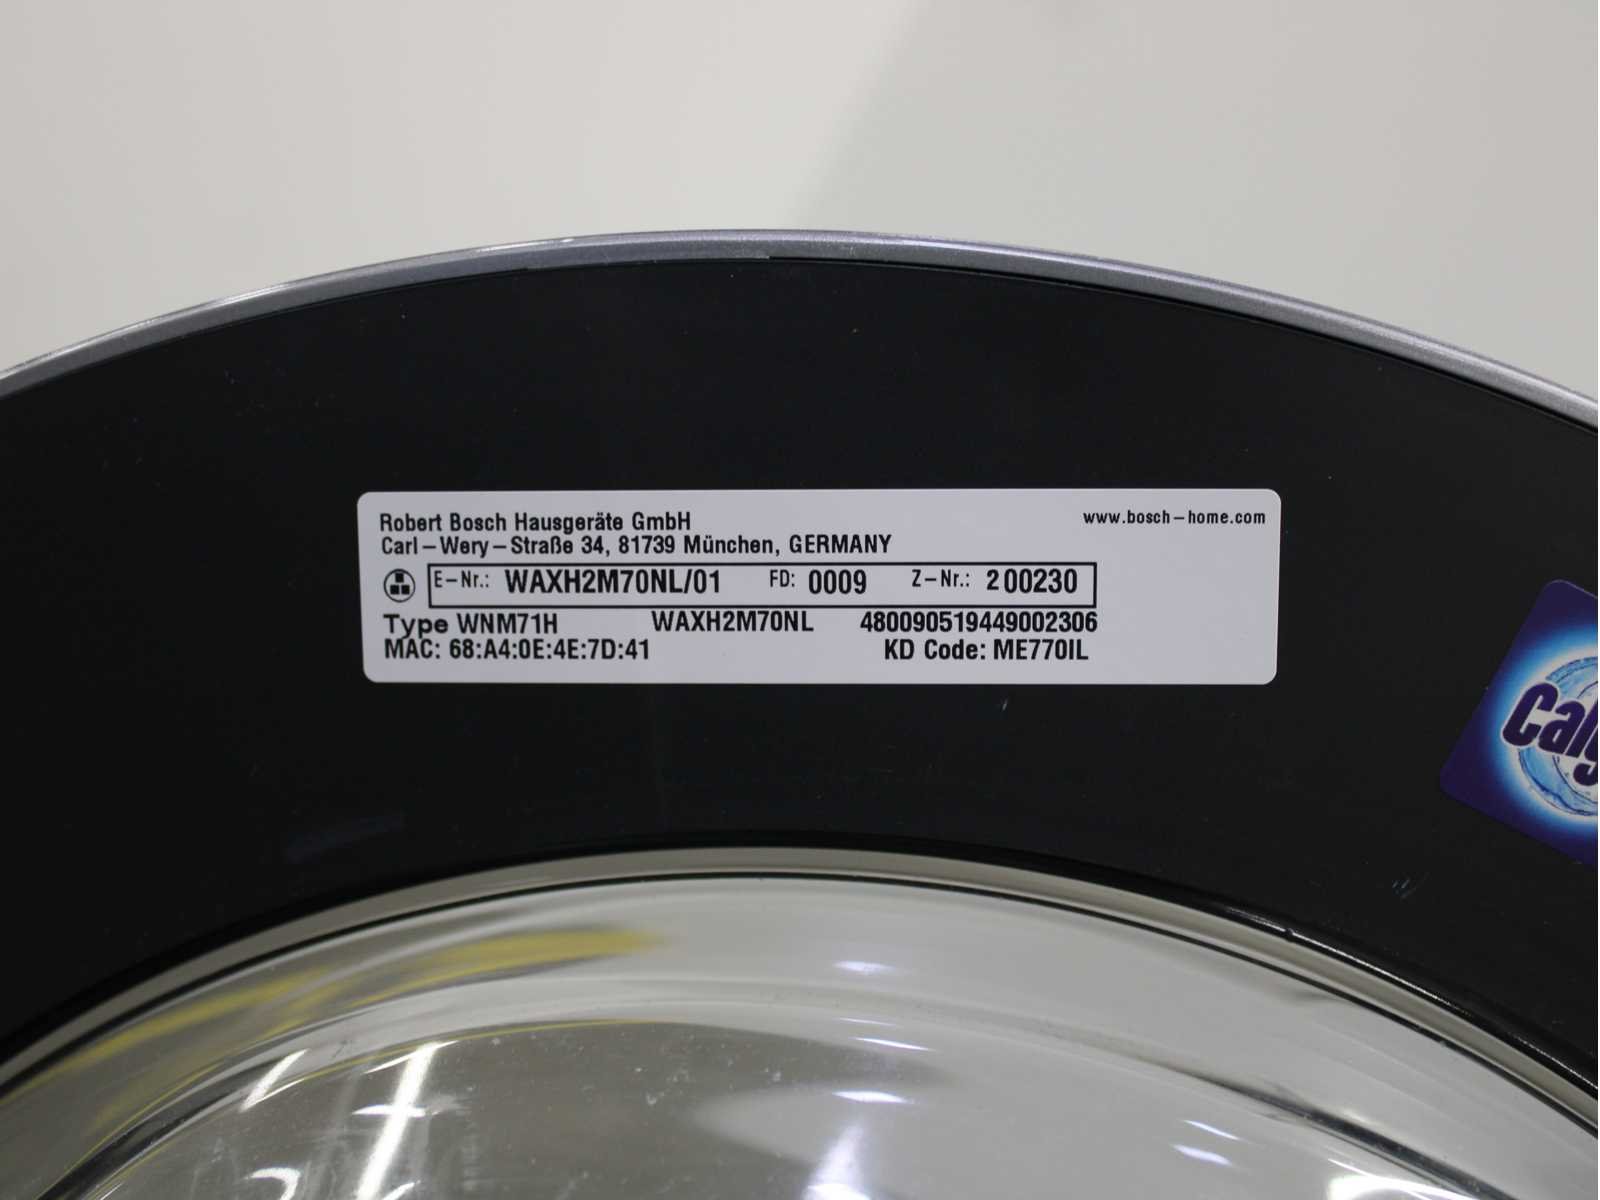 Robert Bosch Hausgeräte GmbH www.bosch-home.com
Carl-Wery-Straße 34, 81739 München, GERMANY
E-Nr.: WAXH2M70NL/01 FD: 0009 Z-Nr.: 200230
Type WNM71H WAXH2M70NL 480090519449002306
MAC: 68:A4:0E:4E:7D:41 KD Code: ME770IL